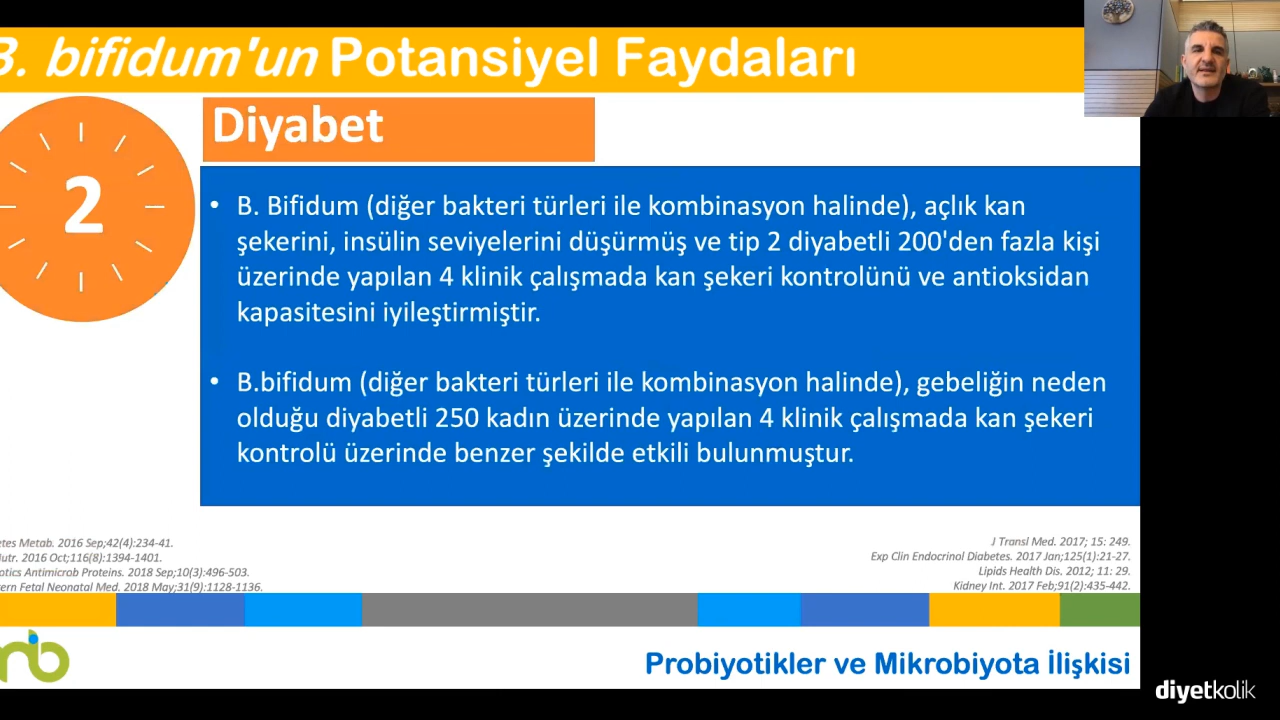 B. bifidum'un Potansiyel Faydaları
2
Diyabet
• B. Bifidum (diğer bakteri türleri ile kombinasyon halinde), açlık kan
şekerini, insülin seviyelerini düşürmüş ve tip 2 diyabetli 200'den fazla kişi
üzerinde yapılan 4 klinik çalışmada kan şekeri kontrolünü ve antioksidan
kapasitesini iyileştirmiştir.
• B.bifidum (diğer bakteri türleri ile kombinasyon halinde), gebeliğin neden
olduğu diyabetli 250 kadın üzerinde yapılan 4 klinik çalışmada kan şekeri
kontrolü üzerinde benzer şekilde etkili bulunmuştur.
Metab. 2016 Sep;42(4):234-41.
2016 Oct;116(8):1394-1401.
Antimicrob Proteins. 2018 Sep;10(3):496-503.
Fetal Neonatal Med. 2018 May;31(9):1128-1136.
J Transl Med. 2017; 15: 249.
Exp Clin Endocrinol Diabetes. 2017 Jan;125(1):21-27.
Lipids Health Dis. 2012; 11: 29.
Kidney Int. 2017 Feb;91(2):435-442.
Probiyotikler ve Mikrobiyota İlişkisi
diyetkolik